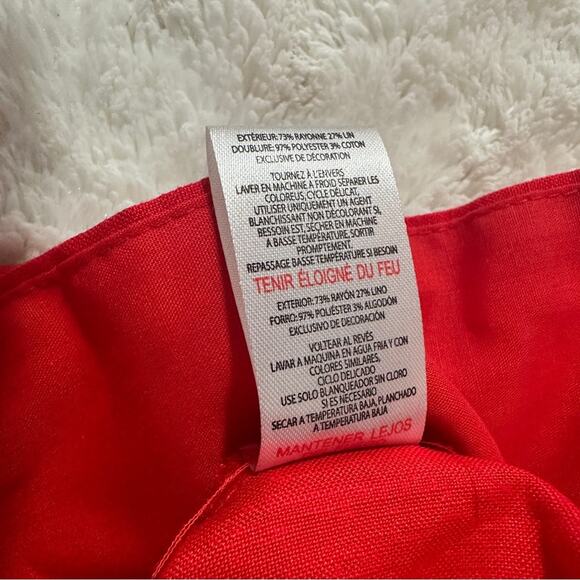 EXTÉRIEUR: 73% RAYONNE 27% LIN
DOUBLURE: 97% POLYESTER 3% COTON
EXCLUSIVE DE DÉCORATION
TOURNEZ À L'ENVERS
LAVER EN MACHINE A FROID SÉPARER LES
COLOREUS, CYCLE DÉLICAT,
UTILISER UNIQUEMENT UN AGENT
BLANCHISSANT NON DÉCOLORANT SI,
BESOIN EST, SÉCHER EN MACHINE
A BASSE TEMPÉRATURE, SORTIR
PROMPTEMENT.
REPASSAGE BASSE TEMPÉRATURE SI BESOIN
TENIR ÉLOIGNÉ DU FEU
EXTERIOR: 73% RAYÓN 27% LINO
FORRO: 97% POLIÉSTER 3% ALGODÓN
EXCLUSIVO DE DECORACIÓN
VOLTEAR AL REVÉS
LAVAR A MAQUINA EN AGUA FRIA Y CON
COLORES SIMILARES,
CICLO DELICADO
USE SOLO BLANQUEADOR SIN CLORO
SI ES NECESARIO
SECAR A TEMPERATURA BAJA, PLANCHADO
A TEMPERATURA BAJA
MANTENER LEJOS